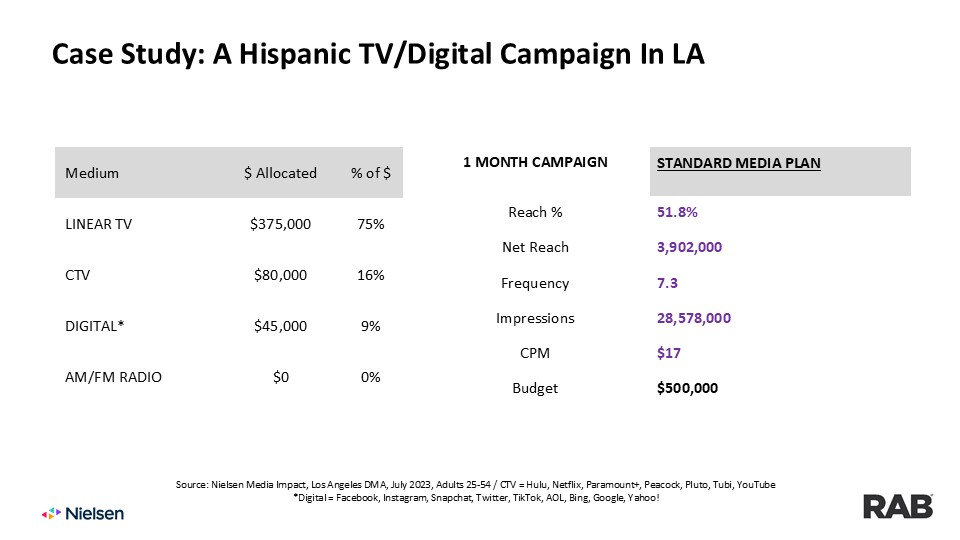 Case Study: A Hispanic TV/Digital Campaign In LA
Medium $ Allocated % of $
LINEAR TV $375,000 75%
CTV $80,000 16%
DIGITAL* $45,000 9%
AM/FM RADIO $0 0%
1 MONTH CAMPAIGN STANDARD MEDIA PLAN
Reach % 51.8%
Net Reach 3,902,000
Frequency 7.3
Impressions 28,578,000
CPM $17
Budget $500,000
Source: Nielsen Media Impact, Los Angeles DMA, July 2023, Adults 25-54 / CTV = Hulu, Netflix, Paramount+, Peacock, Pluto, Tubi, YouTube
*Digital = Facebook, Instagram, Snapchat, Twitter, TikTok, AOL, Bing, Google, Yahoo!
Nielsen
RAB